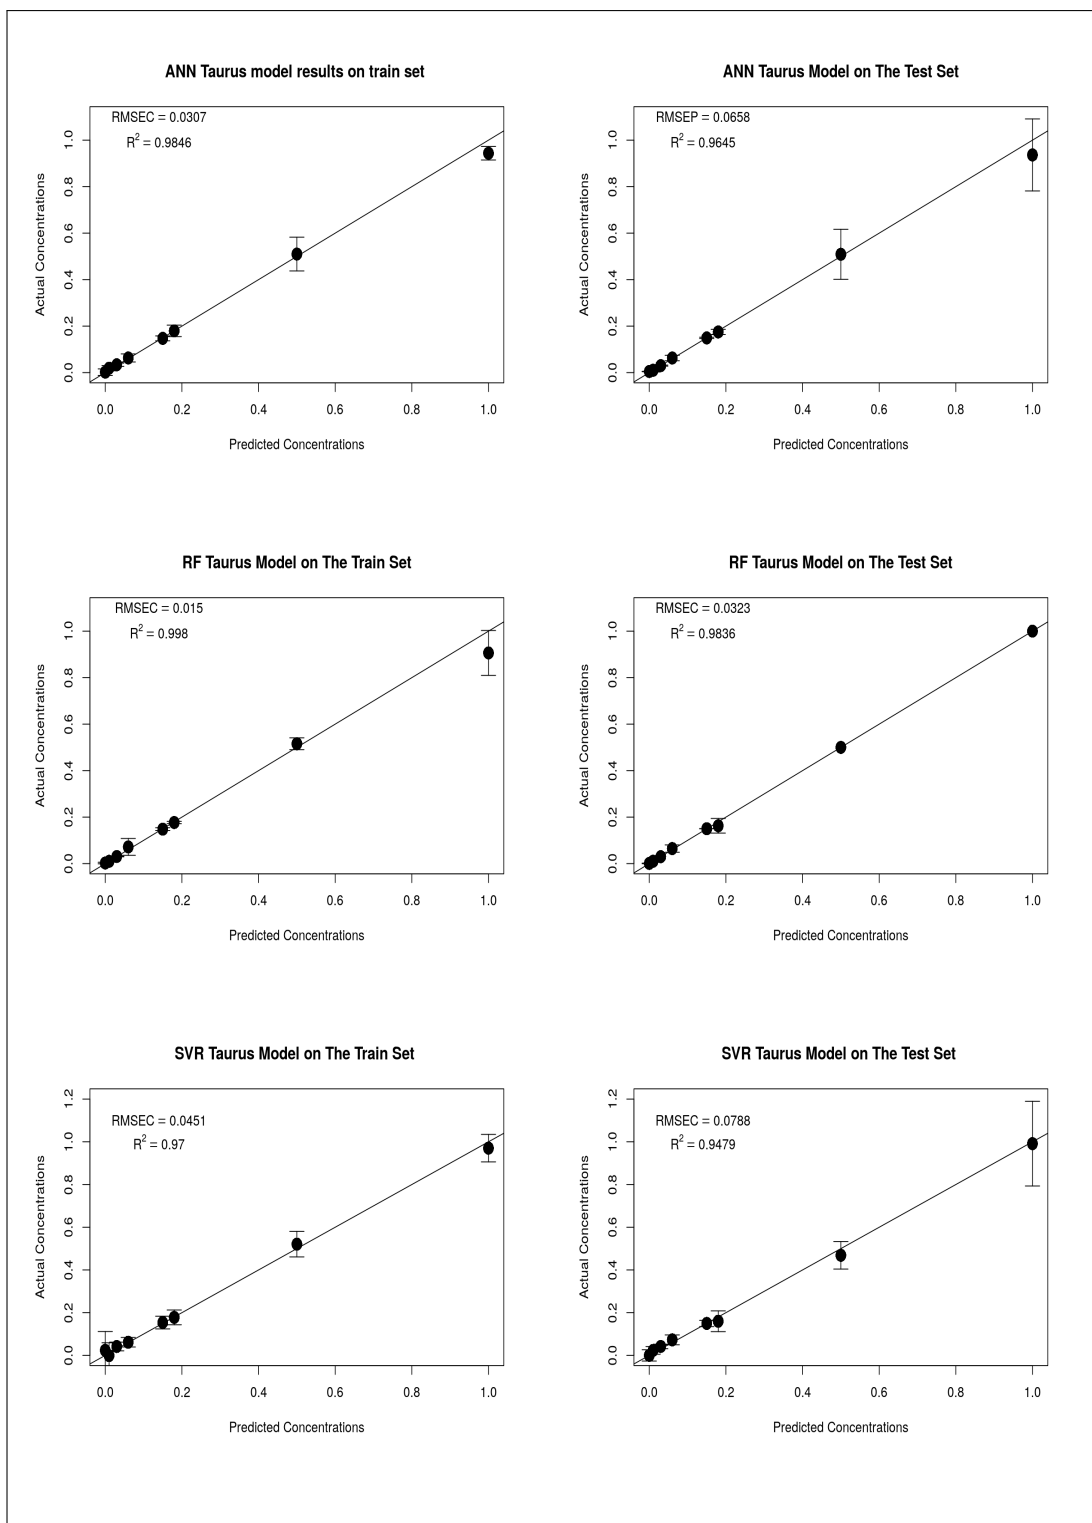 ANN Taurus model results on train set
RMSEC = 0.0307
R² = 0.9846
Actual Concentrations
0.0 0.2 0.4 0.6 0.8 1.0
0.0 0.2 0.4 0.6 0.8 1.0
Predicted Concentrations
ANN Taurus Model on The Test Set
RMSEP = 0.0658
R² = 0.9645
Actual Concentrations
0.0 0.2 0.4 0.6 0.8 1.0
0.0 0.2 0.4 0.6 0.8 1.0
Predicted Concentrations
RF Taurus Model on The Train Set
RMSEC = 0.015
R² = 0.998
Actual Concentrations
0.0 0.2 0.4 0.6 0.8 1.0
0.0 0.2 0.4 0.6 0.8 1.0
Predicted Concentrations
RF Taurus Model on The Test Set
RMSEC = 0.0323
R² = 0.9836
Actual Concentrations
0.0 0.2 0.4 0.6 0.8 1.0
0.0 0.2 0.4 0.6 0.8 1.0
Predicted Concentrations
SVR Taurus Model on The Train Set
RMSEC = 0.0451
R² = 0.97
Actual Concentrations
0.0 0.2 0.4 0.6 0.8 1.0 1.2
0.0 0.2 0.4 0.6 0.8 1.0
Predicted Concentrations
SVR Taurus Model on The Test Set
RMSEC = 0.0788
R² = 0.9479
Actual Concentrations
0.0 0.2 0.4 0.6 0.8 1.0 1.2
0.0 0.2 0.4 0.6 0.8 1.0
Predicted Concentrations